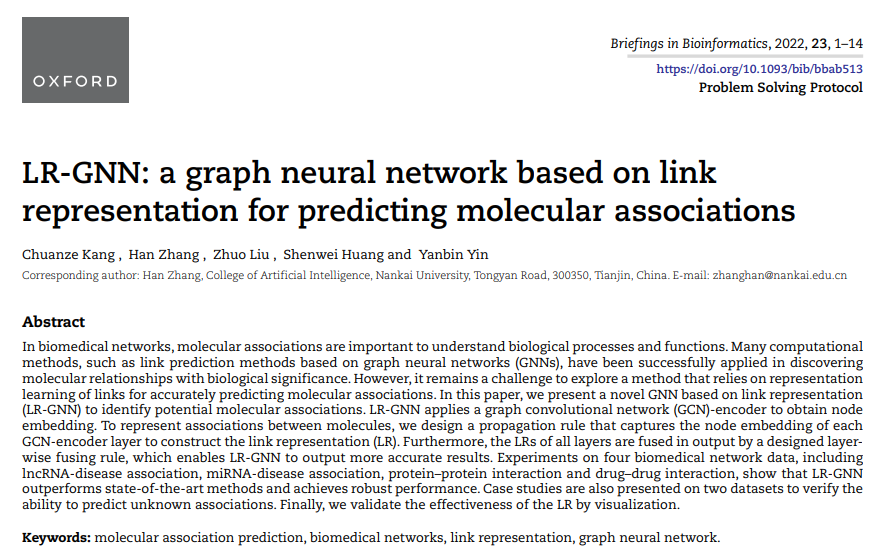 OXFORD
Briefings in Bioinformatics, 2022, 23, 1–14
https://doi.org/10.1093/bib/bbab513
Problem Solving Protocol
LR-GNN: a graph neural network based on link
representation for predicting molecular associations
Chuanze Kang , Han Zhang , Zhuo Liu , Shenwei Huang and Yanbin Yin
Corresponding author: Han Zhang, College of Artificial Intelligence, Nankai University, Tongyan Road, 300350, Tianjin, China. E-mail: zhanghan@nankai.edu.cn
Abstract
In biomedical networks, molecular associations are important to understand biological processes and functions. Many computational
methods, such as link prediction methods based on graph neural networks (GNNs), have been successfully applied in discovering
molecular relationships with biological significance. However, it remains a challenge to explore a method that relies on representation
learning of links for accurately predicting molecular associations. In this paper, we present a novel GNN based on link representation
(LR-GNN) to identify potential molecular associations. LR-GNN applies a graph convolutional network (GCN)-encoder to obtain node
embedding. To represent associations between molecules, we design a propagation rule that captures the node embedding of each
GCN-encoder layer to construct the link representation (LR). Furthermore, the LRs of all layers are fused in output by a designed layer-
wise fusing rule, which enables LR-GNN to output more accurate results. Experiments on four biomedical network data, including
lncRNA-disease association, miRNA-disease association, protein–protein interaction and drug–drug interaction, show that LR-GNN
outperforms state-of-the-art methods and achieves robust performance. Case studies are also presented on two datasets to verify the
ability to predict unknown associations. Finally, we validate the effectiveness of the LR by visualization.
Keywords: molecular association prediction, biomedical networks, link representation, graph neural network.